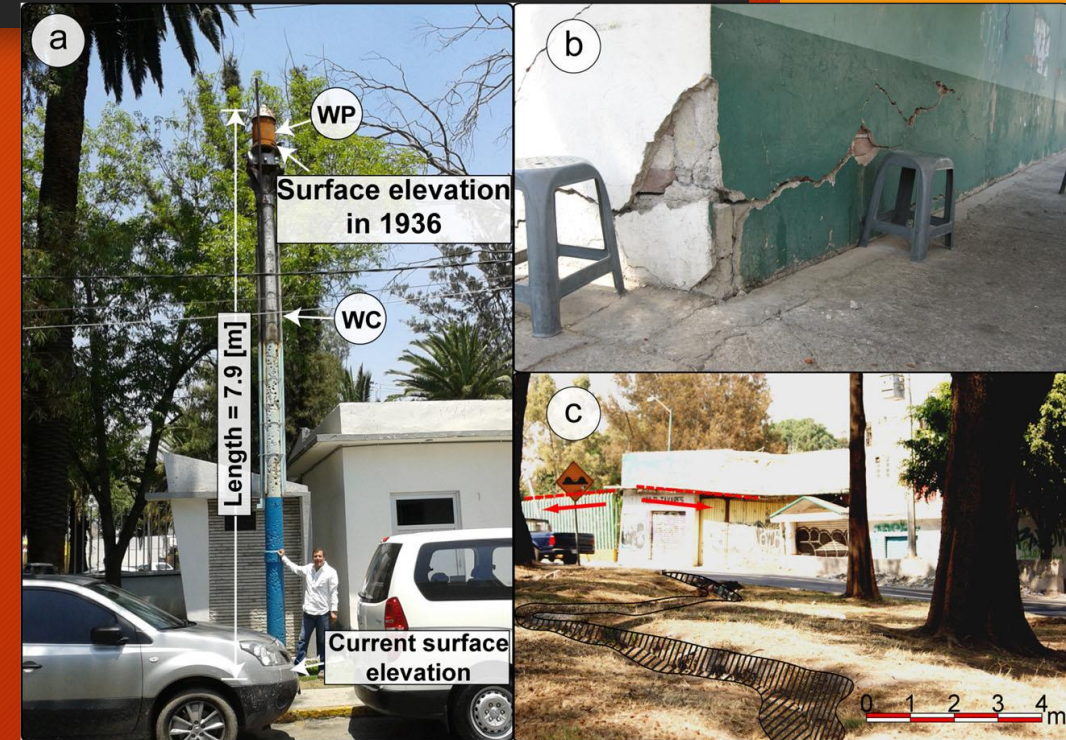 a
WP
Surface elevation
in 1936
WC
Length = 7.9 [m]
Current surface
elevation
b
c
0 1 2 3 4
m